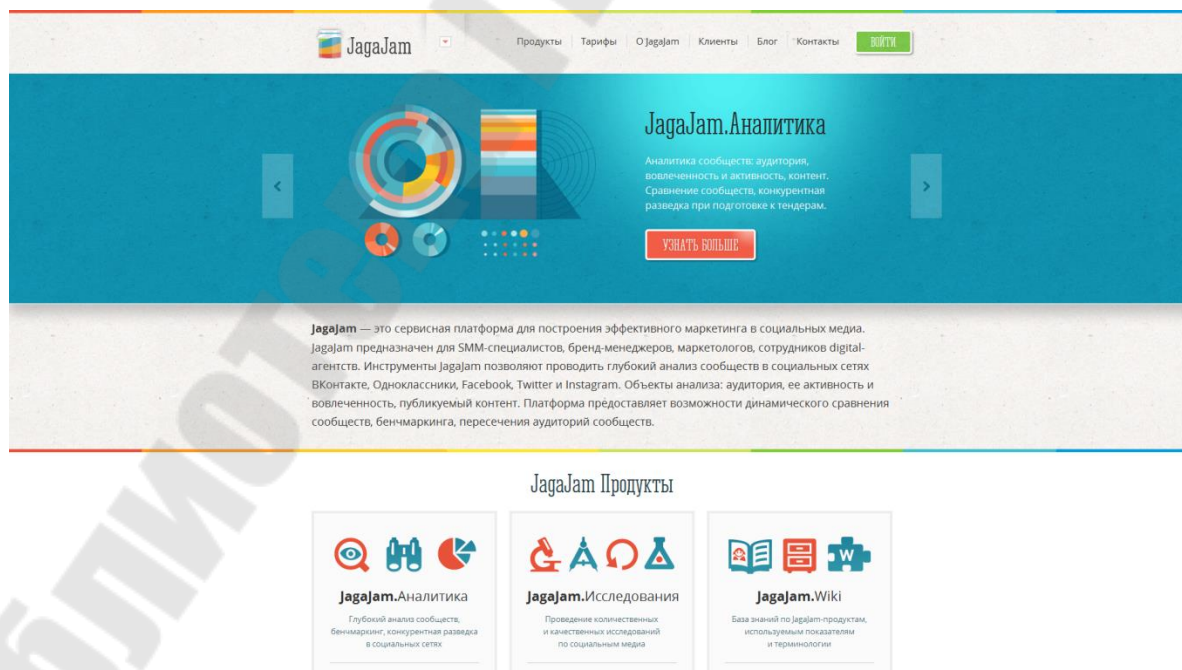 JagaJam
Продукты Тарифы О JagaJam Клиенты Блог Контакты ВОЙТИ
JagaJam.Аналитика
Аналитика сообществ: аудитория,
вовлеченность и активность, контент.
Сравнение сообществ, конкурентная
разведка при подготовке к тендерам.
УЗНАТЬ БОЛЬШЕ
JagaJam — это сервисная платформа для построения эффективного маркетинга в социальных медиа.
JagaJam предназначен для SMM-специалистов, бренд-менеджеров, маркетологов, сотрудников digital-
агентств. Инструменты JagaJam позволяют проводить глубокий анализ сообществ в социальных сетях
ВКонтакте, Одноклассники, Facebook, Twitter и Instagram. Объекты анализа: аудитория, ее активность и
вовлеченность, публикуемый контент. Платформа предоставляет возможности динамического сравнения
сообществ, бенчмаркинга, пересечения аудиторий сообществ.
JagaJam Продукты
W
JagaJam.Аналитика
Глубокий анализ сообществ,
бенчмаркинг, конкурентная разведка
в социальных сетях
JagaJam.Исследования
Проведение количественных
и качественных исследований
по социальным медиа
JagaJam.Wiki
База знаний по JagaJam-продуктам,
используемым показателям
и терминологии